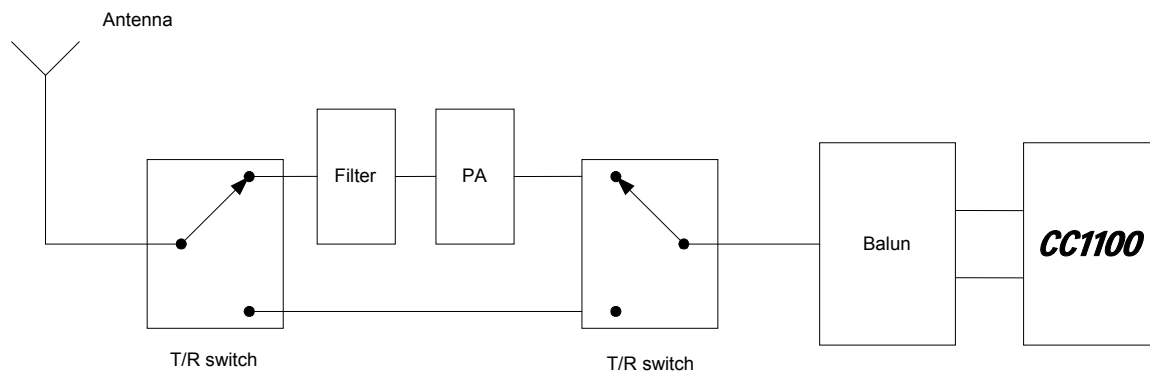 Antenna
Filter
PA
Balun
CC1100
T/R switch
T/R switch